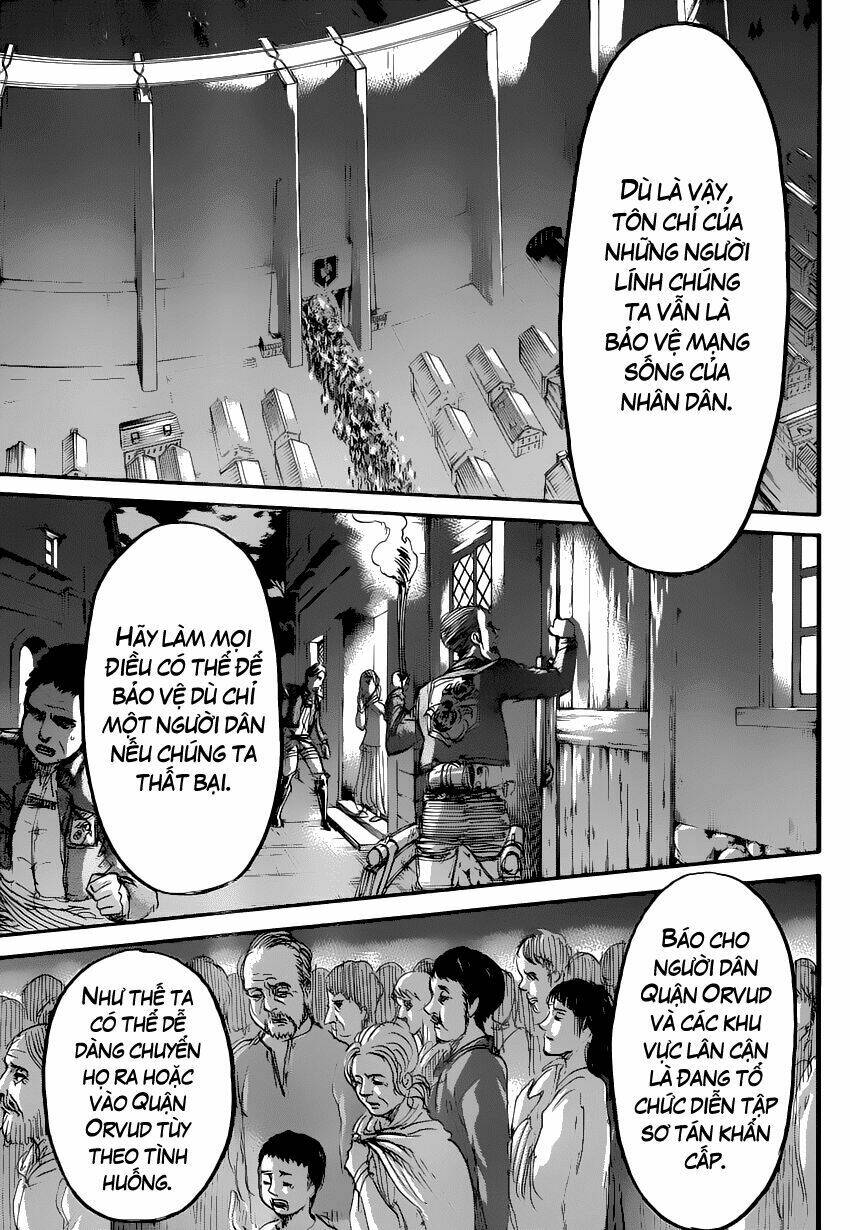 DÙ LÀ VẬY,
TÔN CHỈ CỦA
NHỮNG NGƯỜI
LÍNH CHÚNG
TA VẪN LÀ
BẢO VỆ MẠNG
SỐNG CỦA
NHÂN DÂN.
HÃY LÀM MỌI
ĐIỀU CÓ THỂ ĐỂ
BẢO VỆ DÙ CHỈ
MỘT NGƯỜI DÂN
NẾU CHÚNG TA
THẤT BẠI.
BÁO CHO
NGƯỜI DÂN
QUẬN ORVUD
VÀ CÁC KHU
VỰC LÂN CẬN
LÀ ĐANG TỔ
CHỨC DIỄN TẬP
SƠ TÁN KHẨN
CẤP.
NHƯ THẾ TA
CÓ THỂ DỄ
DÀNG CHUYỂN
HỌ RA HOẶC
VÀO QUẬN
ORVUD TÙY
THEO TÌNH
HUỐNG.